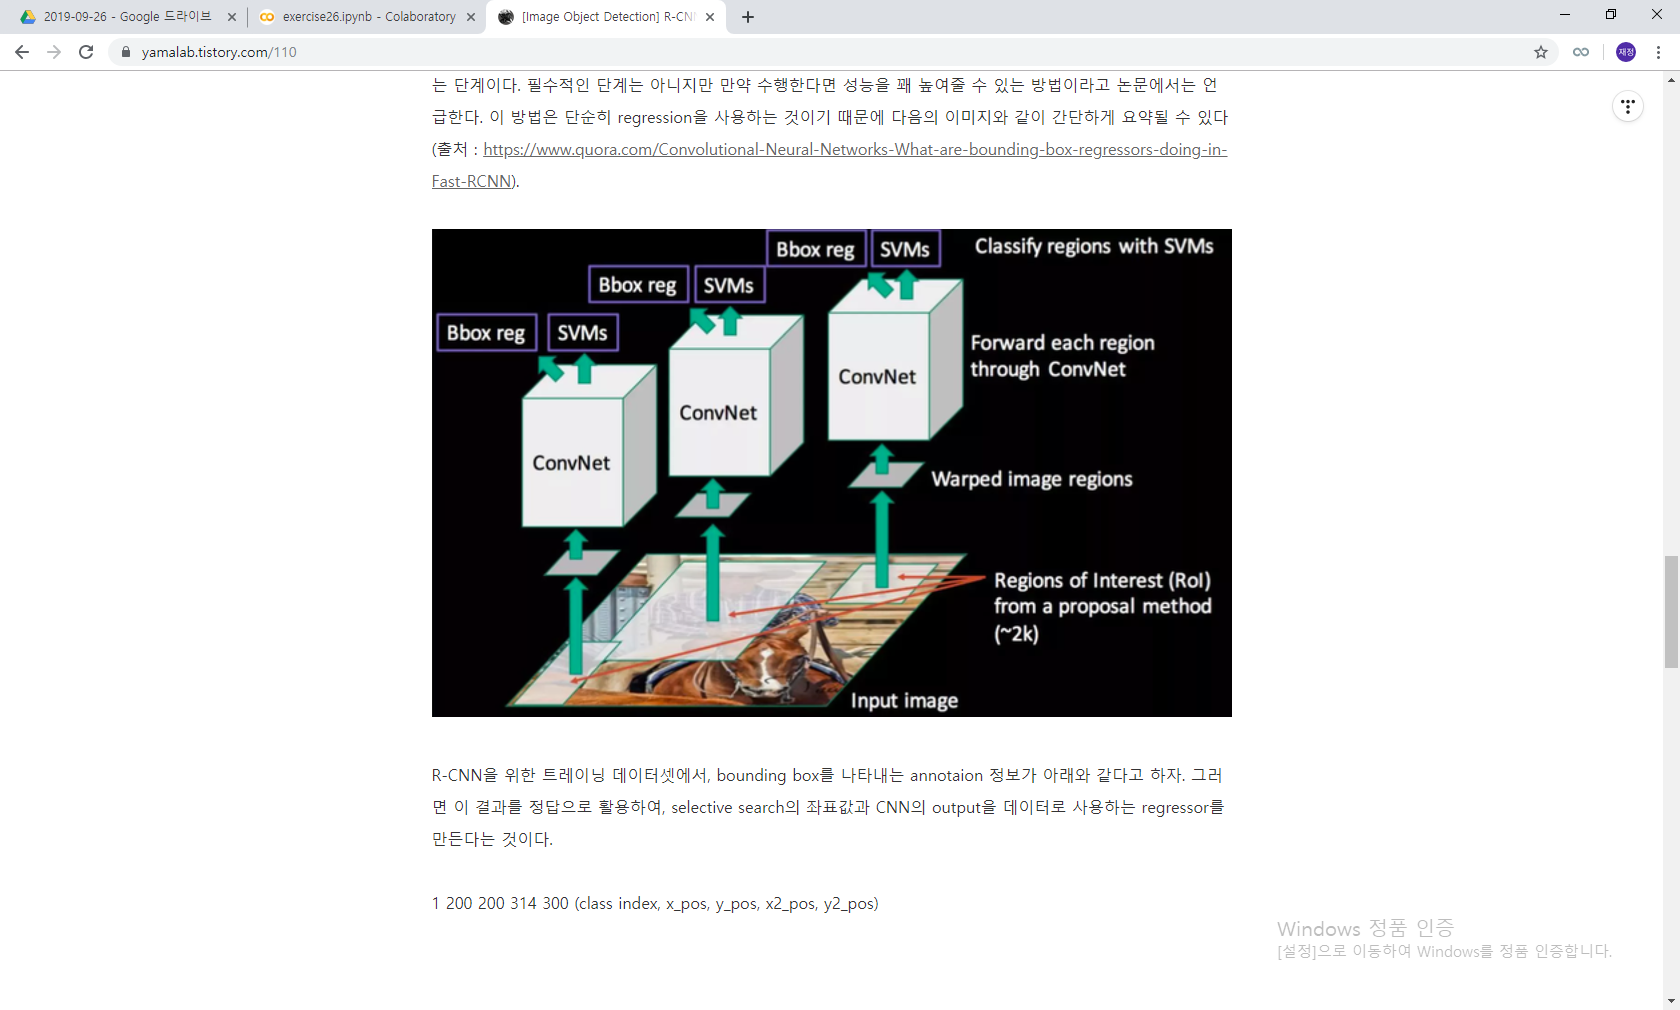 2019-09-26 - Google 드라이브
exercise26.ipynb - Colaboratory
[Image Object Detection] R-CN
yamalab.tistory.com/110
재정
는 단계이다. 필수적인 단계는 아니지만 만약 수행한다면 성능을 꽤 높여줄 수 있는 방법이라고 논문에서는 언
급한다. 이 방법은 단순히 regression을 사용하는 것이기 때문에 다음의 이미지와 같이 간단하게 요약될 수 있다
(출처 : https://www.quora.com/Convolutional-Neural-Networks-What-are-bounding-box-regressors-doing-in-
Fast-RCNN).
Bbox reg SVMs Classify regions with SVMs
Bbox reg SVMs
Bbox reg SVMs
Forward each region
through ConvNet
ConvNet
ConvNet
ConvNet
Warped image regions
Regions of Interest (RoI)
from a proposal method
(~2k)
Input image
R-CNN을 위한 트레이닝 데이터셋에서, bounding box를 나타내는 annotaion 정보가 아래와 같다고 하자. 그러
면 이 결과를 정답으로 활용하여, selective search의 좌표값과 CNN의 output을 데이터로 사용하는 regressor를
만든다는 것이다.
1 200 200 314 300 (class index, x_pos, y_pos, x2_pos, y2_pos)
Windows 정품 인증
[설정]으로 이동하여 Windows를 정품 인증합니다.